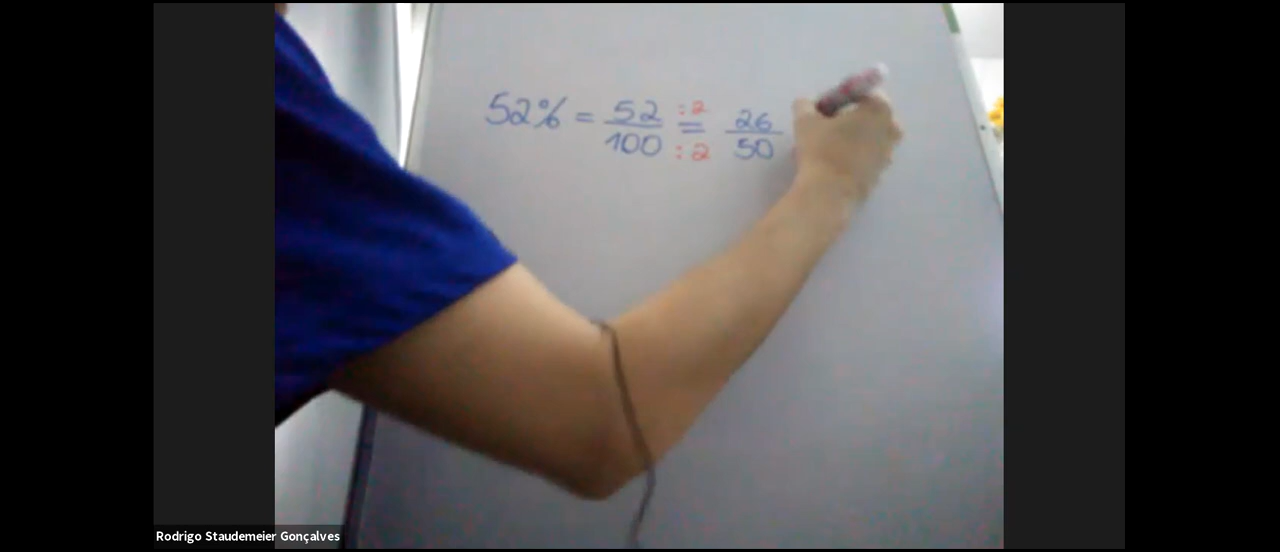 52% = 52/100 :2/:2 = 26/50
Rodrigo Staudemeier Gonçalves